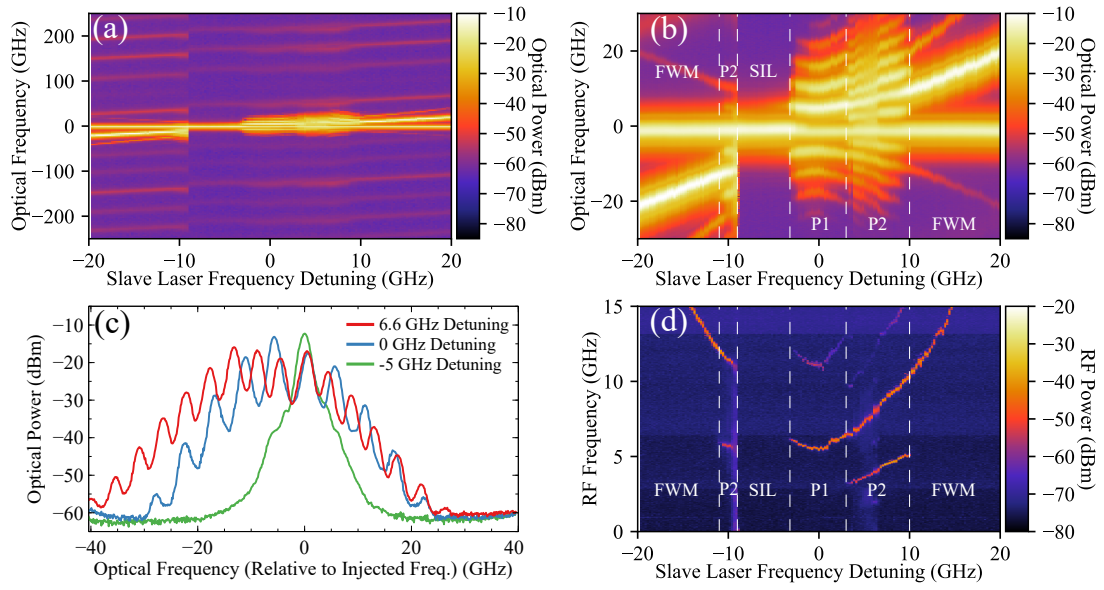 (a)
200
100
0
−100
−200
Optical Frequency (GHz)
−20
−10
0
10
20
Slave Laser Frequency Detuning (GHz)
−10
−20
−30
−40
−50
−60
−70
−80
Optical Power (dBm)
(b)
FWM
P2
SIL
P1
P2
FWM
20
0
−20
Optical Frequency (GHz)
−20
−10
0
10
20
Slave Laser Frequency Detuning (GHz)
−10
−20
−30
−40
−50
−60
−70
−80
Optical Power (dBm)
(c)
6.6 GHz Detuning
0 GHz Detuning
-5 GHz Detuning
−10
−20
−30
−40
−50
−60
Optical Power (dBm)
−40
−20
0
20
40
Optical Frequency (Relative to Injected Freq.) (GHz)
(d)
FWM
P2
SIL
P1
P2
FWM
15
10
5
0
RF Frequency (GHz)
−20
−10
0
10
20
Slave Laser Frequency Detuning (GHz)
−20
−30
−40
−50
−60
−70
−80
RF Power (dBm)